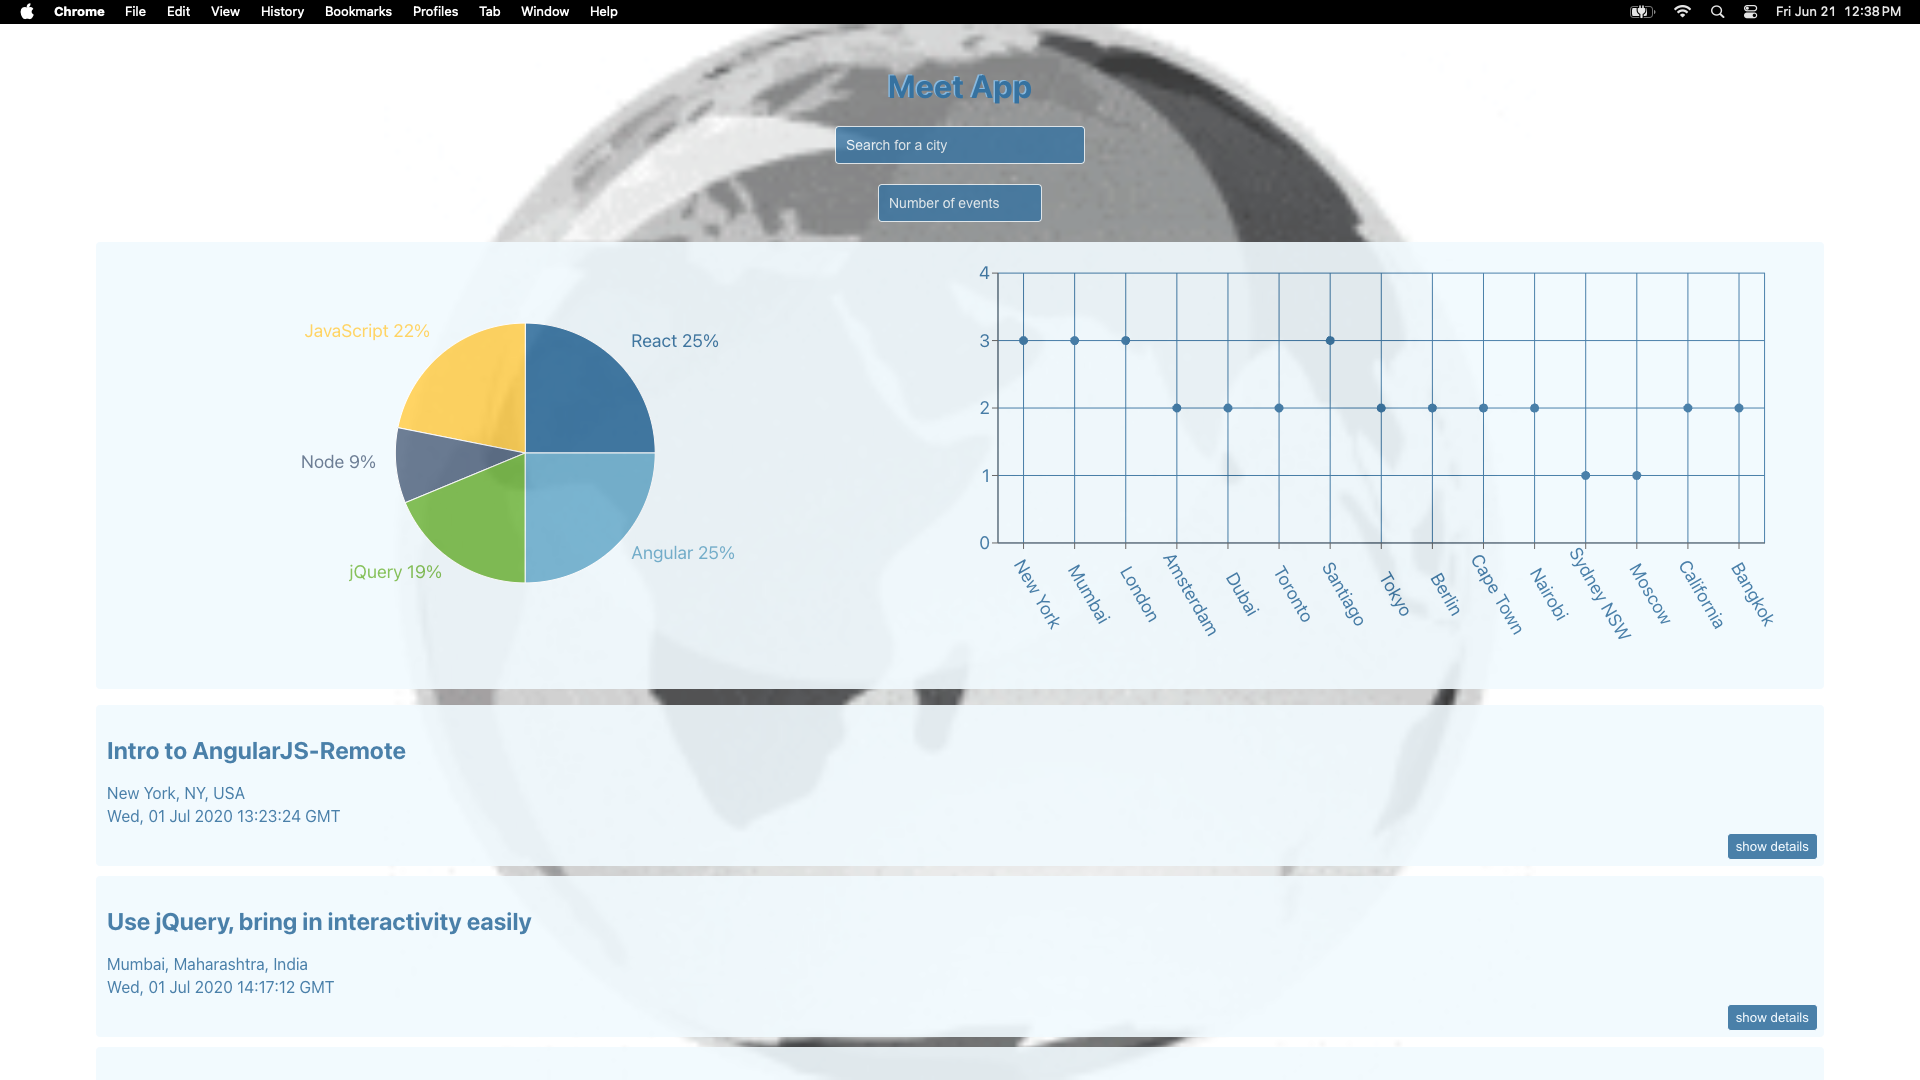 Chrome File Edit View History Bookmarks Profiles Tab Window Help Fri Jun 21 12:38 PM
Meet App
Search for a city
Number of events
JavaScript 22%
React 25%
Node 9%
Angular 25%
jQuery 19%
4
3
2
1
0
New York
Mumbai
London
Amsterdam
Dubai
Toronto
Santiago
Tokyo
Berlin
Cape Town
Nairobi
Sydney NSW
Moscow
California
Bangkok
Intro to AngularJS-Remote
New York, NY, USA
Wed, 01 Jul 2020 13:23:24 GMT
show details
Use jQuery, bring in interactivity easily
Mumbai, Maharashtra, India
Wed, 01 Jul 2020 14:17:12 GMT
show details